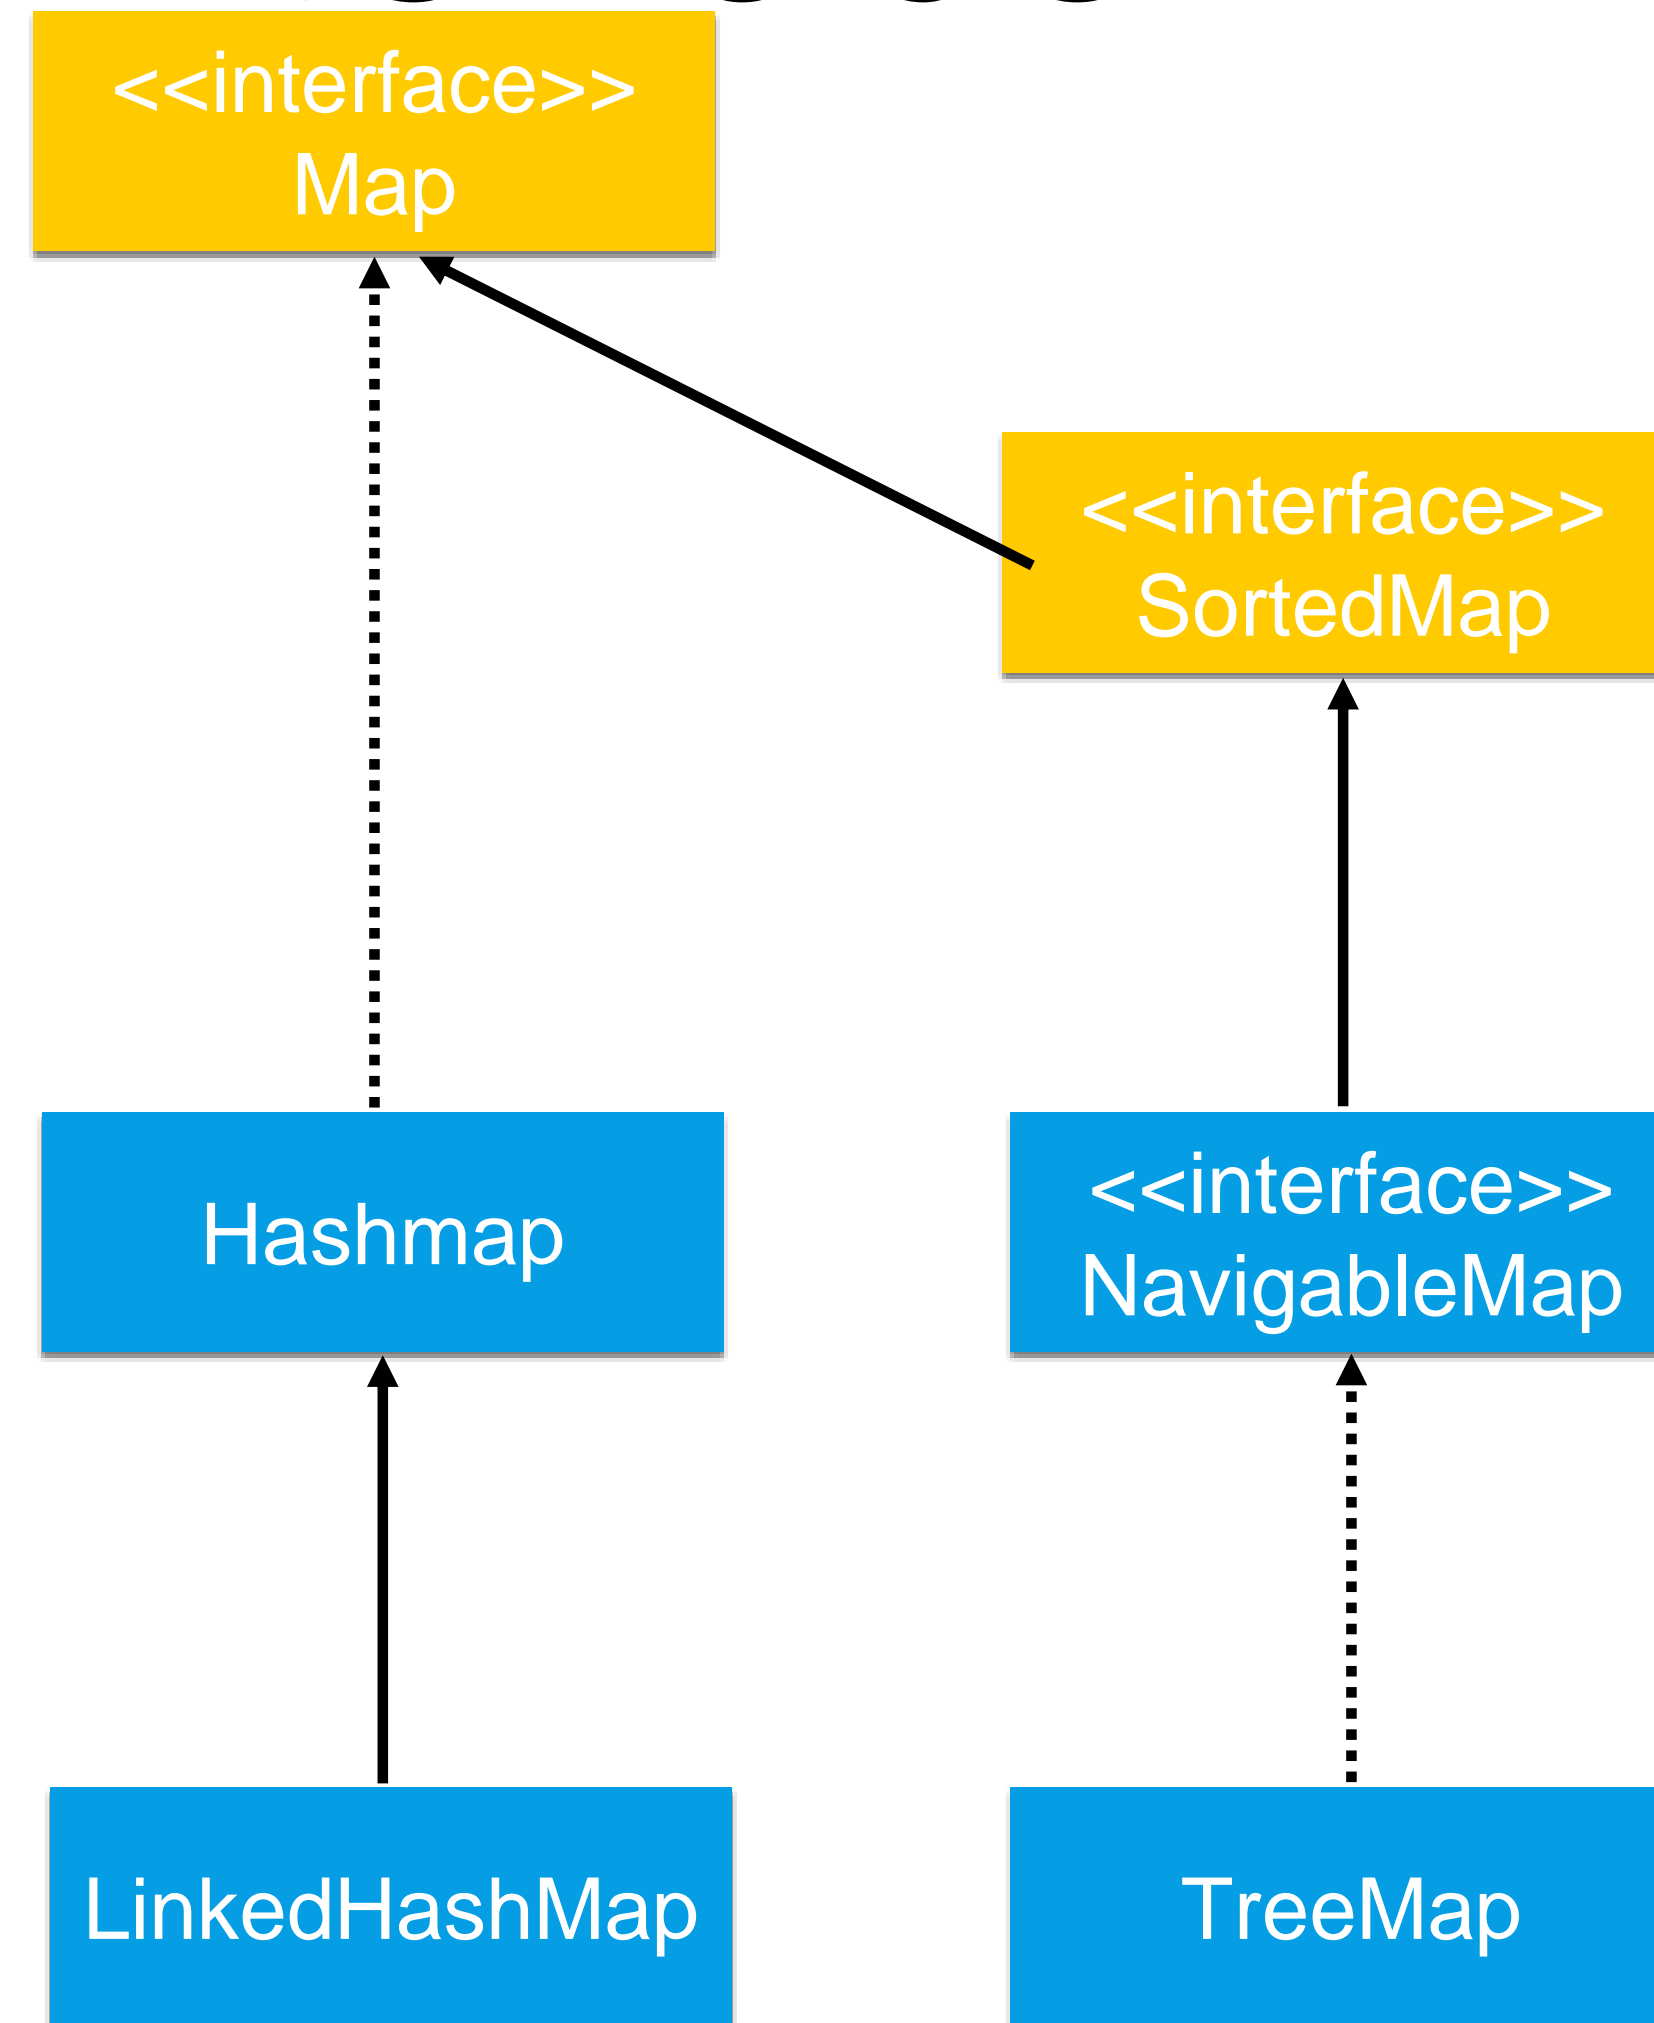 <<interface>>
Map
<<interface>>
SortedMap
Hashmap
<<interface>>
NavigableMap
LinkedHashMap
TreeMap